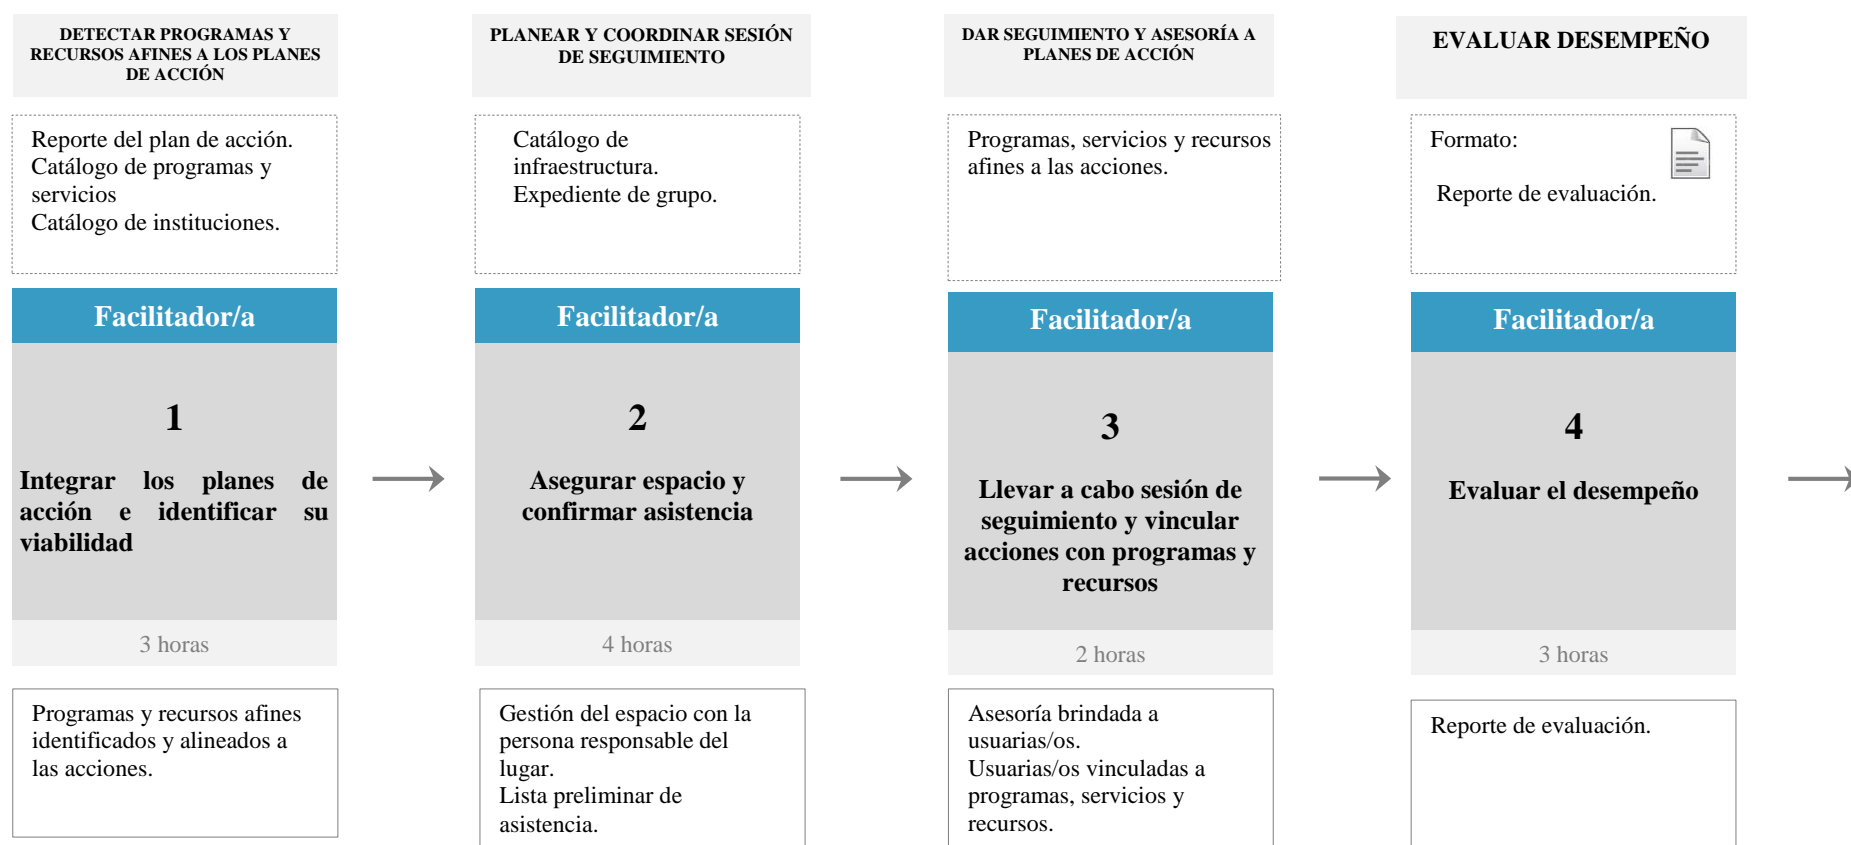 DETECTAR PROGRAMAS Y
RECURSOS AFINES A LOS PLANES
DE ACCIÓN
Reporte del plan de acción.
Catálogo de programas y
servicios
Catálogo de instituciones.
Facilitador/a
1
Integrar los planes de
acción e identificar su
viabilidad
3 horas
Programas y recursos afines
identificados y alineados a
las acciones.
PLANEAR Y COORDINAR SESIÓN
DE SEGUIMIENTO
Catálogo de
infraestructura.
Expediente de grupo.
Facilitador/a
2
Asegurar espacio y
confirmar asistencia
4 horas
Gestión del espacio con la
persona responsable del
lugar.
Lista preliminar de
asistencia.
DAR SEGUIMIENTO Y ASESORÍA A
PLANES DE ACCIÓN
Programas, servicios y recursos
afines a las acciones.
Facilitador/a
3
Llevar a cabo sesión de
seguimiento y vincular
acciones con programas y
recursos
2 horas
Asesoría brindada a
usuarias/os.
Usuarias/os vinculadas a
programas, servicios y
recursos.
EVALUAR DESEMPEÑO
Formato:
Reporte de evaluación.
Facilitador/a
4
Evaluar el desempeño
3 horas
Reporte de evaluación.